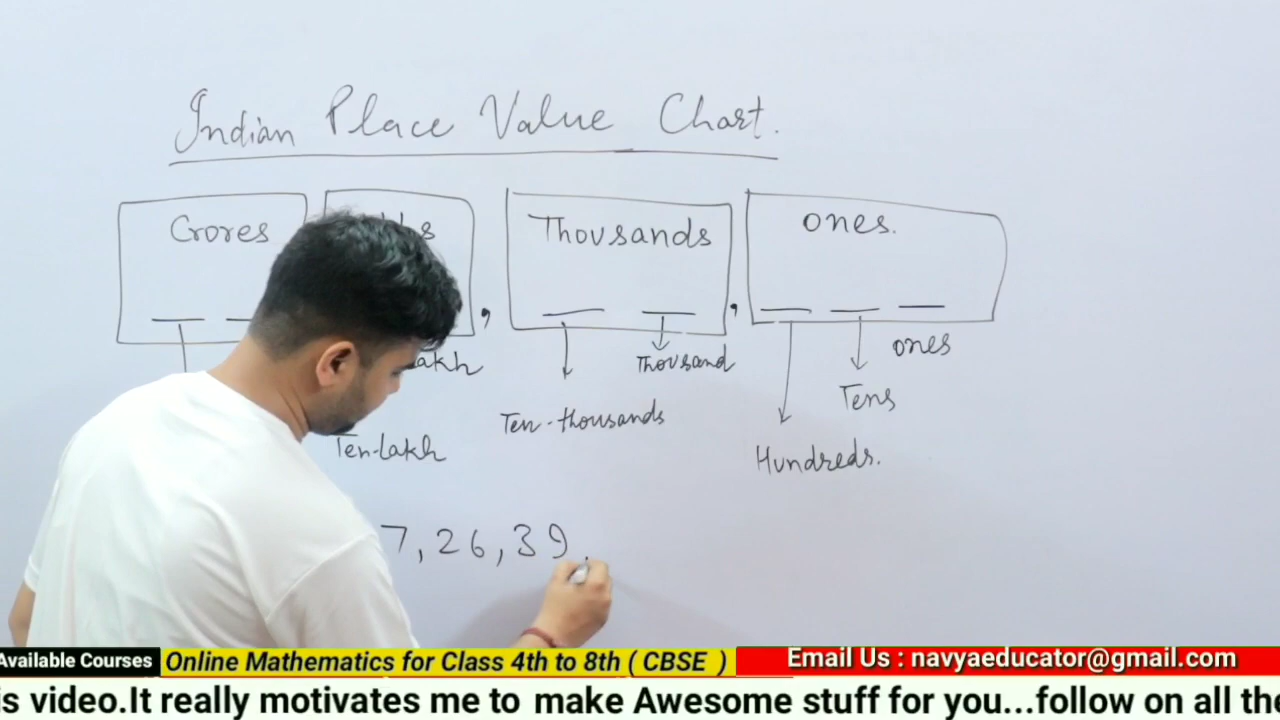 Indian Place Value Chart.
Crores Thousands ones.
, ,
Thousand ones
Tens
Ten-thousands
Ten-lakh Hundreds.
7,26,39
Available Courses Online Mathematics for Class 4th to 8th ( CBSE ) Email Us : navyaeducator@gmail.com
video.It really motivates me to make Awesome stuff for you...follow on all